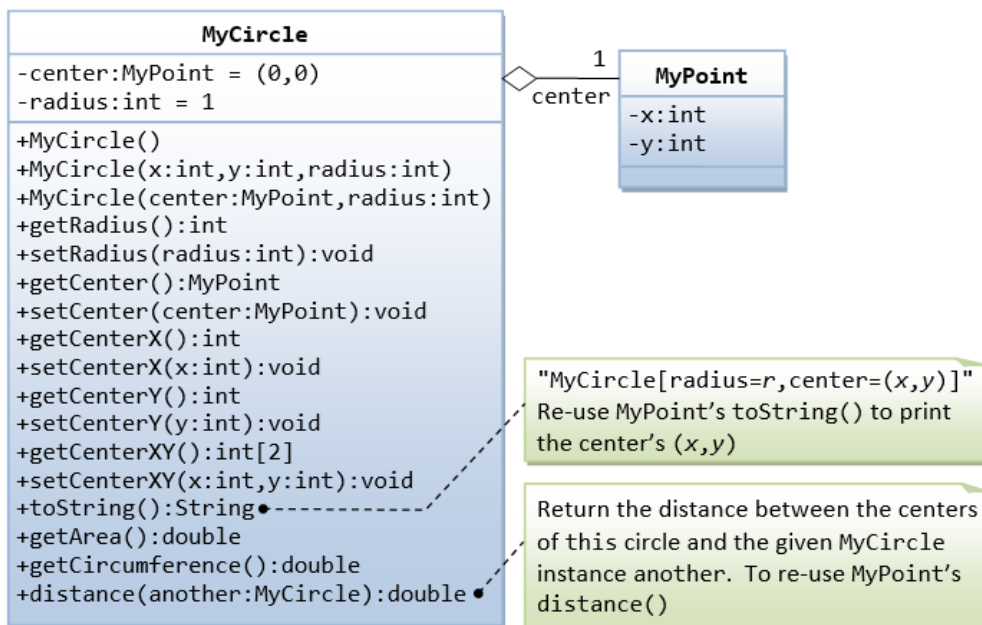 MyCircle
-center:MyPoint = (0,0)
-radius:int = 1
+MyCircle()
+MyCircle(x:int,y:int,radius:int)
+MyCircle(center:MyPoint,radius:int)
+getRadius():int
+setRadius(radius:int):void
+getCenter():MyPoint
+setCenter(center:MyPoint):void
+getCenterX():int
+setCenterX(x:int):void
+getCenterY():int
+setCenterY(y:int):void
+getCenterXY():int[2]
+setCenterXY(x:int,y:int):void
+toString():String
+getArea():double
+getCircumference():double
+distance(another:MyCircle):double
1
center
MyPoint
-x:int
-y:int
"MyCircle[radius=r,center=(x,y)]"
Re-use MyPoint's toString() to print
the center's (x,y)
Return the distance between the centers
of this circle and the given MyCircle
instance another. To re-use MyPoint's
distance()